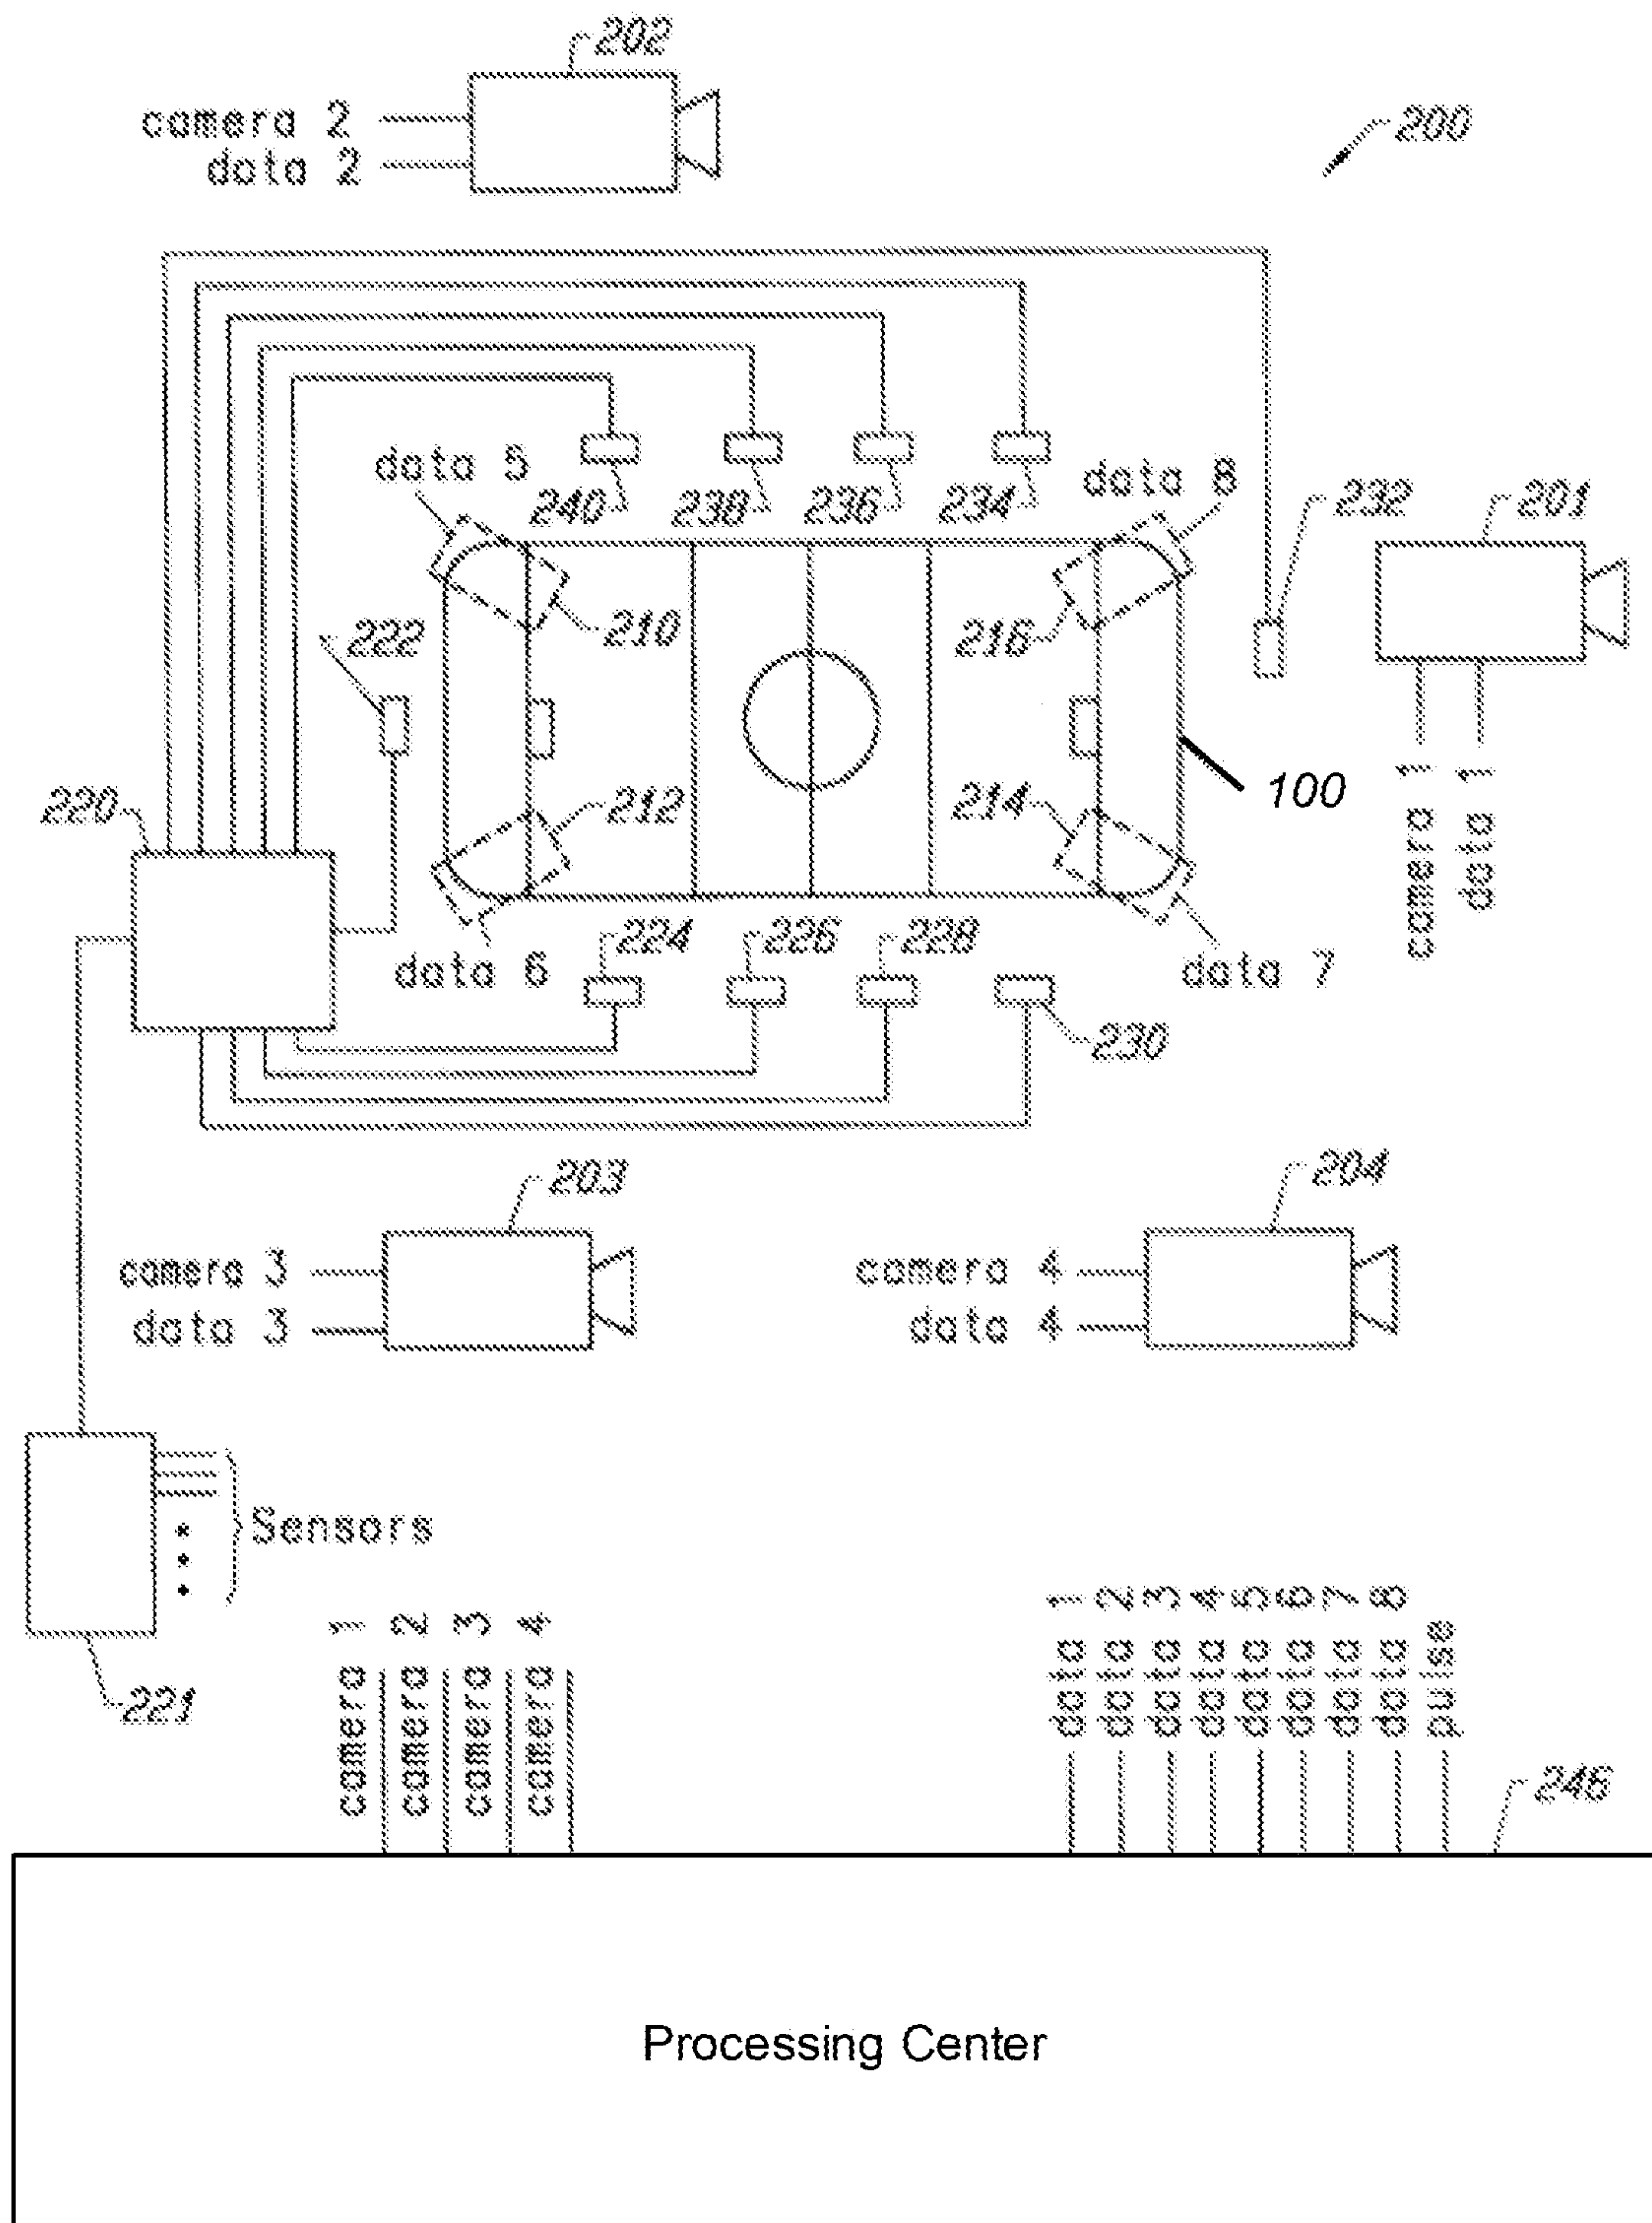 202
camera 2
200
data 2
data 5
data 8
240
238
236
234
232
201
222
210
216
220
212
214
100
camera 1
data 1
224
226
228
data 6
data 7
230
203
204
camera 3
camera 4
data 3
data 4
Sensors
221
camera 1
camera 2
camera 3
camera 4
data 1
data 2
data 3
data 4
data 5
data 6
data 7
data 8
pulse
246
Processing Center